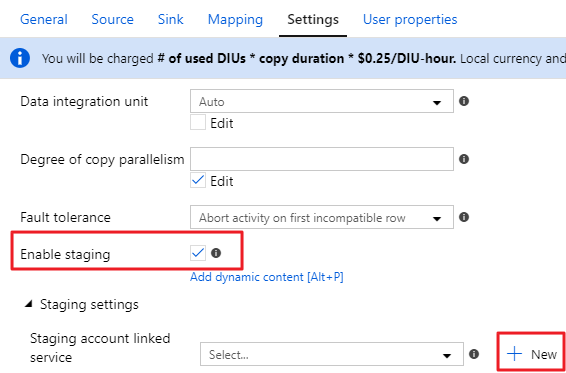 General Source Sink Mapping Settings User properties
You will be charged # of used DIUs * copy duration * $0.25/DIU-hour. Local currency and
Data integration unit Auto
Edit
Degree of copy parallelism
Edit
Fault tolerance Abort activity on first incompatible row
Enable staging
Add dynamic content [Alt+P]
Staging settings
Staging account linked
service Select... New